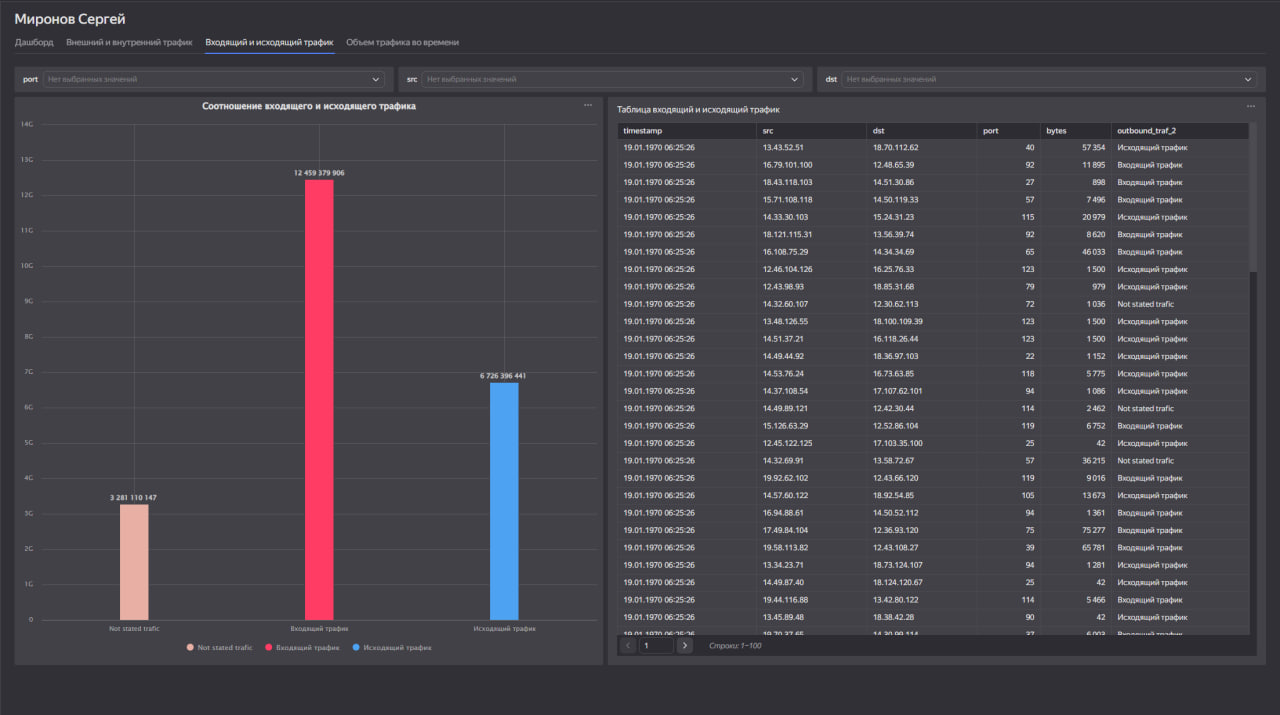 Миронов Сергей
Дашборд Внешний и внутренний трафик Входящий и исходящий трафик Объем трафика во времени
port Нет выбранных значений src Нет выбранных значений dst Нет выбранных значений
Соотношение входящего и исходящего трафика
14G
13G
12G
11G
10G
9G
8G
7G
6G
5G
4G
3G
2G
1G
0
3 281 110 147
12 459 379 906
6 726 396 441
Not stated trafic Входящий трафик Исходящий трафик
Not stated trafic Входящий трафик Исходящий трафик
Таблица входящий и исходящий трафик
timestamp src dst port bytes outbound_traf_2
19.01.1970 06:25:26 13.43.52.51 18.70.112.62 40 57 354 Исходящий трафик
19.01.1970 06:25:26 16.79.101.100 12.48.65.39 92 11 895 Входящий трафик
19.01.1970 06:25:26 18.43.118.103 14.51.30.86 27 898 Входящий трафик
19.01.1970 06:25:26 15.71.108.118 14.50.119.33 57 7 496 Входящий трафик
19.01.1970 06:25:26 14.33.30.103 15.24.31.23 115 20 979 Исходящий трафик
19.01.1970 06:25:26 18.121.115.31 13.56.39.74 92 8 620 Входящий трафик
19.01.1970 06:25:26 16.108.75.29 14.34.34.69 65 46 033 Входящий трафик
19.01.1970 06:25:26 12.46.104.126 16.25.76.33 123 1 500 Исходящий трафик
19.01.1970 06:25:26 12.43.98.93 18.85.31.68 79 979 Исходящий трафик
19.01.1970 06:25:26 14.32.60.107 12.30.62.113 72 1 036 Not stated trafic
19.01.1970 06:25:26 13.48.126.55 18.100.109.39 123 1 500 Исходящий трафик
19.01.1970 06:25:26 14.51.37.21 16.118.26.44 123 1 500 Исходящий трафик
19.01.1970 06:25:26 14.49.44.92 18.36.97.103 22 1 152 Исходящий трафик
19.01.1970 06:25:26 14.53.76.24 16.73.63.85 118 5 775 Исходящий трафик
19.01.1970 06:25:26 14.37.108.54 17.107.62.101 94 1 086 Исходящий трафик
19.01.1970 06:25:26 14.49.89.121 12.42.30.44 114 2 462 Not stated trafic
19.01.1970 06:25:26 15.126.63.29 12.52.86.104 119 6 752 Входящий трафик
19.01.1970 06:25:26 12.45.122.125 17.103.35.100 25 42 Исходящий трафик
19.01.1970 06:25:26 14.32.69.91 13.58.72.67 57 36 215 Not stated trafic
19.01.1970 06:25:26 19.92.62.102 12.43.66.120 119 9 016 Входящий трафик
19.01.1970 06:25:26 14.57.60.122 18.92.54.85 105 13 673 Исходящий трафик
19.01.1970 06:25:26 16.94.88.61 14.50.52.112 94 1 361 Входящий трафик
19.01.1970 06:25:26 17.49.84.104 12.36.93.120 75 75 277 Входящий трафик
19.01.1970 06:25:26 19.58.113.82 12.43.108.27 39 65 781 Входящий трафик
19.01.1970 06:25:26 13.34.23.71 18.73.124.107 94 1 281 Исходящий трафик
19.01.1970 06:25:26 14.49.87.40 18.124.120.67 25 42 Исходящий трафик
19.01.1970 06:25:26 19.44.116.88 13.42.80.122 114 5 466 Входящий трафик
19.01.1970 06:25:26 13.45.89.48 18.38.42.28 90 42 Исходящий трафик
1 Строки: 1–100